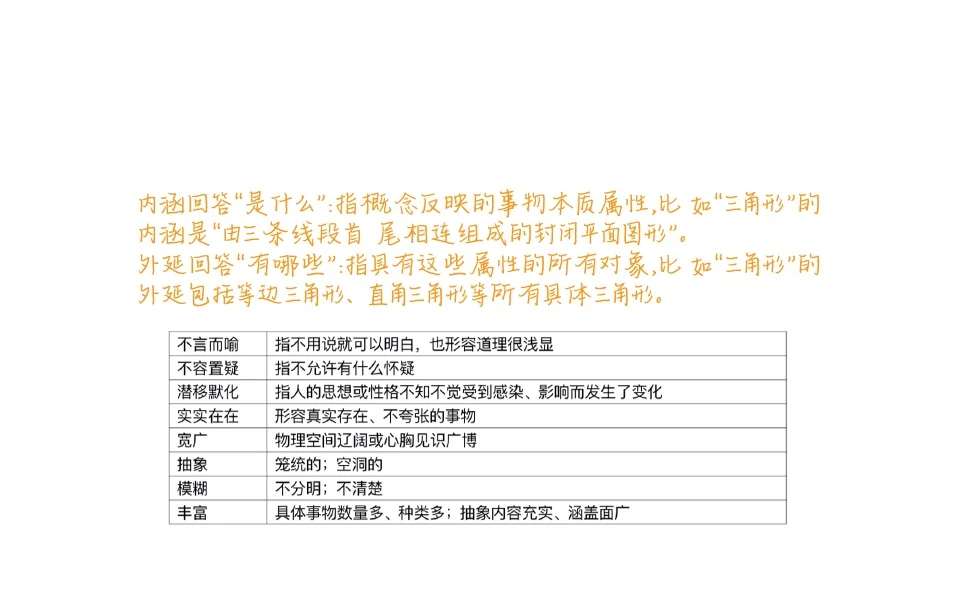 内涵回答“是什么”:指概念反映的事物本质属性,比 如“三角形”的
内涵是“由三条线段首 尾相连组成的封闭平面图形”。
外延回答“有哪些”:指具有这些属性的所有对象,比 如“三角形”的
外延包括等边三角形、直角三角形等所有具体三角形。
不言而喻 指不用说就可以明白，也形容道理很浅显
不容置疑 指不允许有什么怀疑
潜移默化 指人的思想或性格不知不觉受到感染、影响而发生了变化
实实在在 形容真实存在、不夸张的事物
宽广 物理空间辽阔或心胸见识广博
抽象 笼统的；空洞的
模糊 不分明；不清楚
丰富 具体事物数量多、种类多；抽象内容充实、涵盖面广